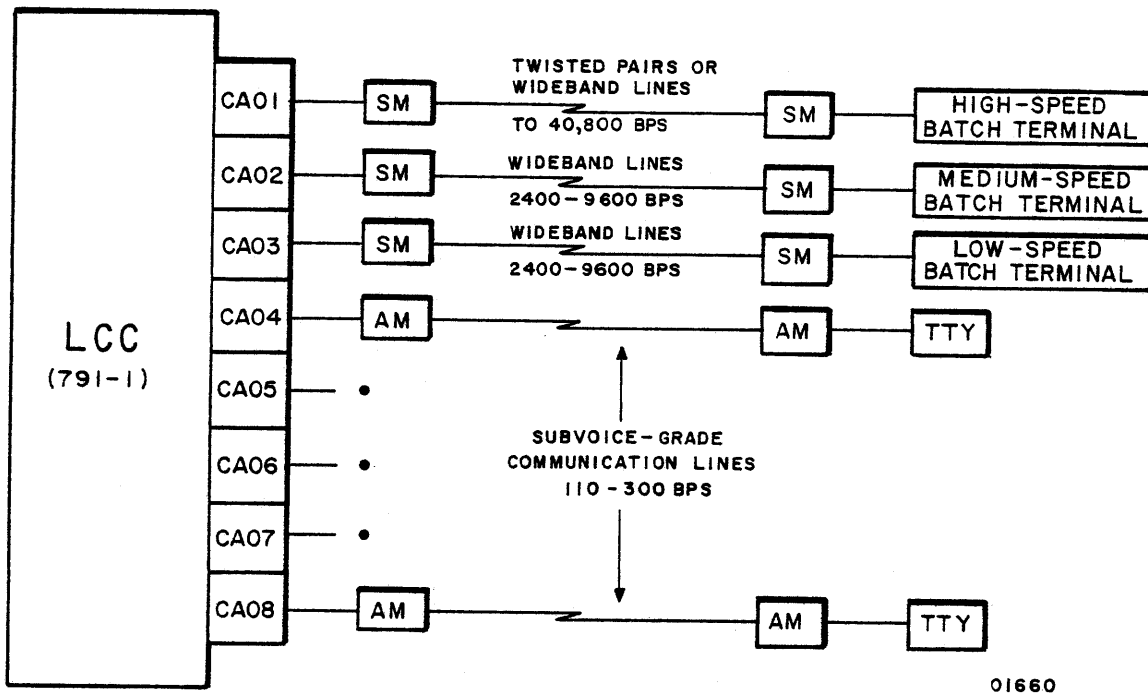 LCC
(791-1)
CA01
SM
TWISTED PAIRS OR
WIDEBAND LINES
TO 40,800 BPS
SM
HIGH-SPEED
BATCH TERMINAL
CA02
SM
WIDEBAND LINES
2400-9600 BPS
SM
MEDIUM-SPEED
BATCH TERMINAL
CA03
SM
WIDEBAND LINES
2400-9600 BPS
SM
LOW-SPEED
BATCH TERMINAL
CA04
AM
AM
TTY
CA05
CA06
CA07
SUBVOICE-GRADE
COMMUNICATION LINES
110-300 BPS
CA08
AM
AM
TTY
01660